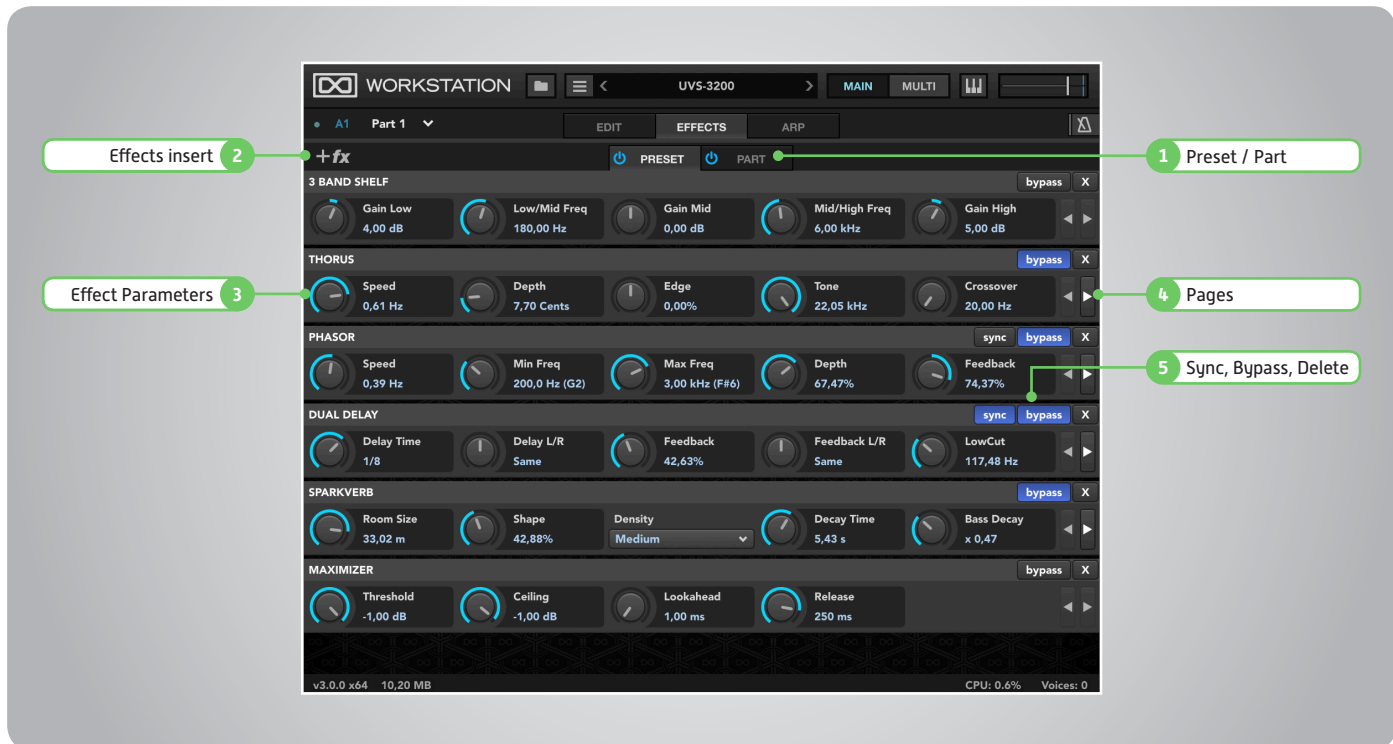 WORKSTATION UVS-3200 MAIN MULTI
A1 Part 1 EDIT EFFECTS ARP
Effects insert 2
+fx PRESET PART
1 Preset / Part
3 BAND SHELF bypass X
Gain Low Low/Mid Freq Gain Mid Mid/High Freq Gain High
4,00 dB 180,00 Hz 0,00 dB 6,00 kHz 5,00 dB
THORUS bypass X
Effect Parameters 3
Speed Depth Edge Tone Crossover
0,61 Hz 7,70 Cents 0,00% 22,05 kHz 20,00 Hz
4 Pages
PHASOR sync bypass X
Speed Min Freq Max Freq Depth Feedback
0,39 Hz 200,0 Hz (G2) 3,00 kHz (F#6) 67,47% 74,37%
5 Sync, Bypass, Delete
DUAL DELAY sync bypass X
Delay Time Delay L/R Feedback Feedback L/R LowCut
1/8 Same 42,63% Same 117,48 Hz
SPARKVERB bypass X
Room Size Shape Density Decay Time Bass Decay
33,02 m 42,88% Medium 5,43 s x 0,47
MAXIMIZER bypass X
Threshold Ceiling Lookahead Release
-1,00 dB -1,00 dB 1,00 ms 250 ms
v3.0.0 x64 10,20 MB CPU: 0.6% Voices: 0